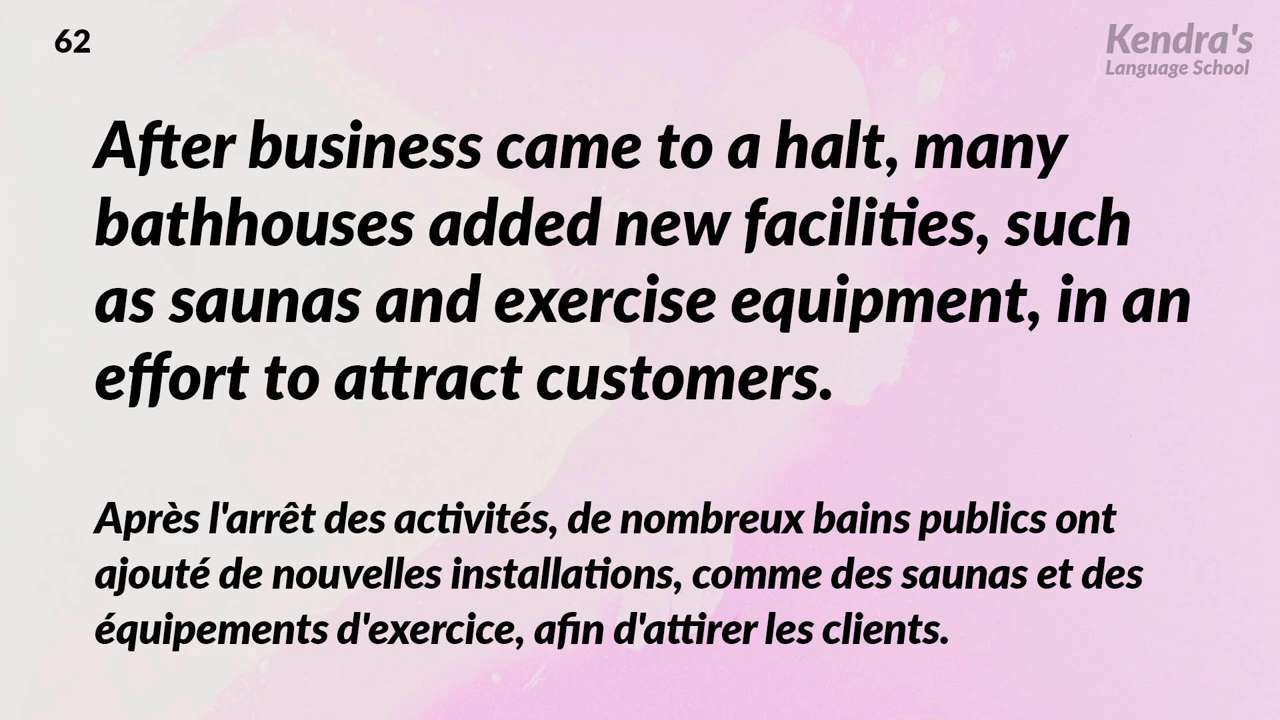 62
Kendra's
Language School
After business came to a halt, many
bathhouses added new facilities, such
as saunas and exercise equipment, in an
effort to attract customers.
Après l'arrêt des activités, de nombreux bains publics ont
ajouté de nouvelles installations, comme des saunas et des
équipements d'exercice, afin d'attirer les clients.